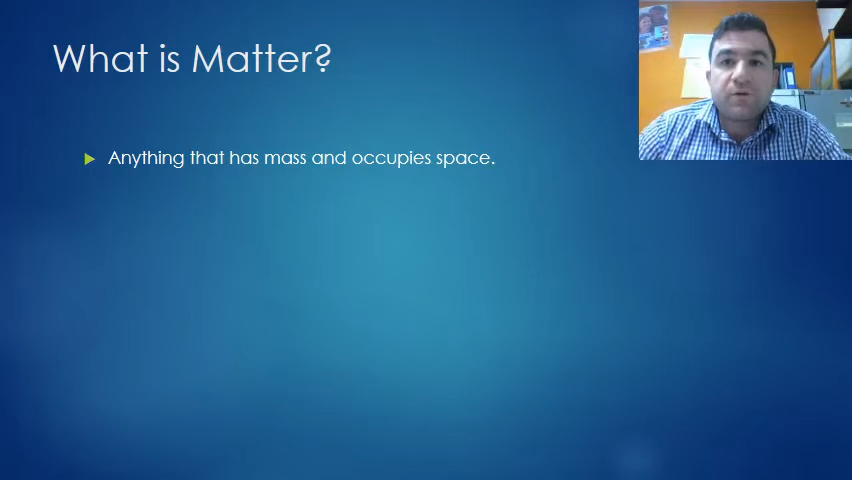 What is Matter?
Anything that has mass and occupies space.